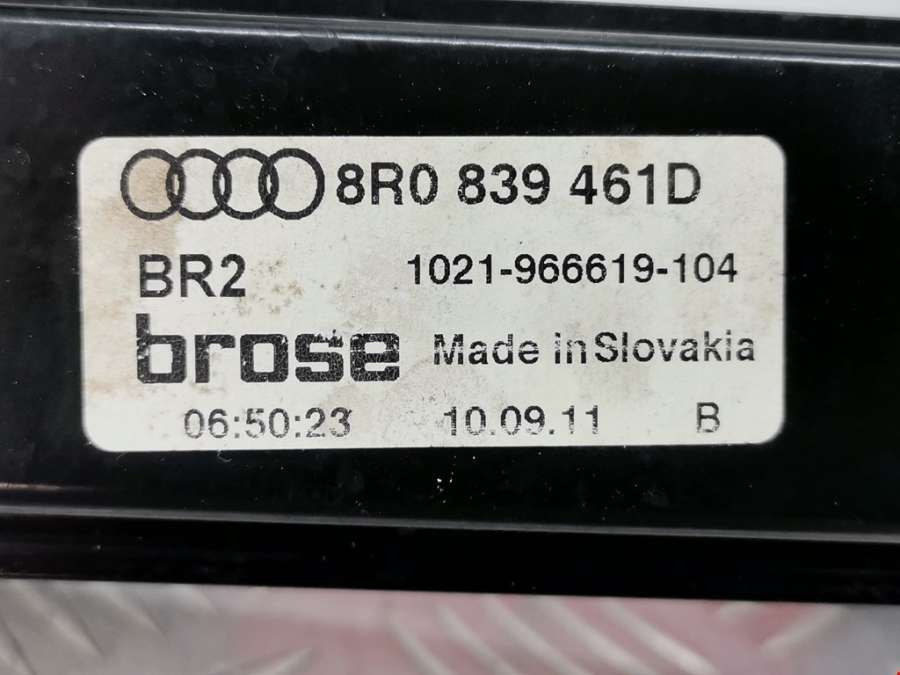 8R0 839 461D
BR2 1021-966619-104
brose Made in Slovakia
06:50:23 10.09.11 B